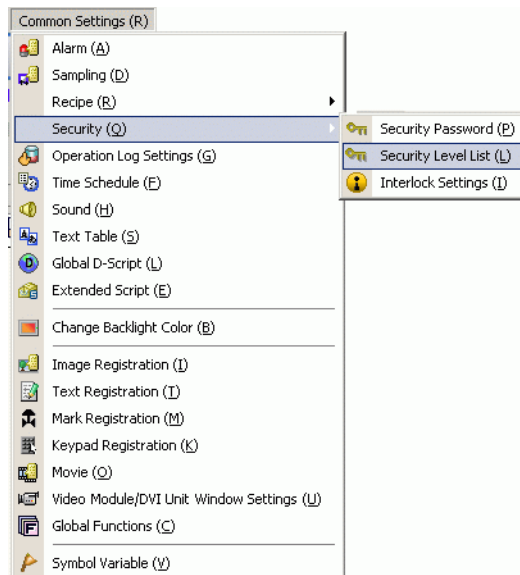 Common Settings (R)
Alarm (A)
Sampling (D)
Recipe (R)
Security (Q)
Security Password (P)
Security Level List (L)
Interlock Settings (I)
Operation Log Settings (G)
Time Schedule (F)
Sound (H)
Text Table (S)
Global D-Script (L)
Extended Script (E)
Change Backlight Color (B)
Image Registration (I)
Text Registration (T)
Mark Registration (M)
Keypad Registration (K)
Movie (O)
Video Module/DVI Unit Window Settings (U)
Global Functions (C)
Symbol Variable (V)